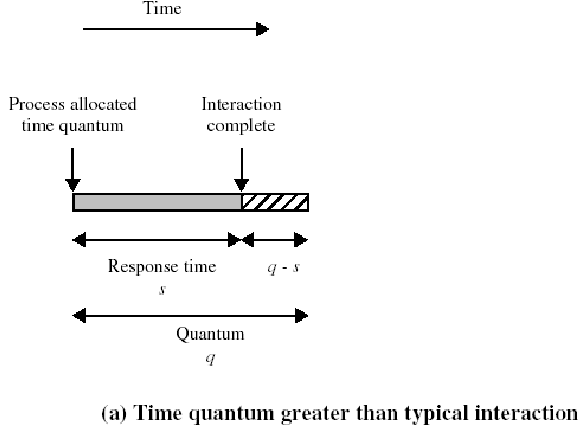 Time
Process allocated
time quantum
Interaction
complete
Response time
s
q - s
Quantum
q
(a) Time quantum greater than typical interaction